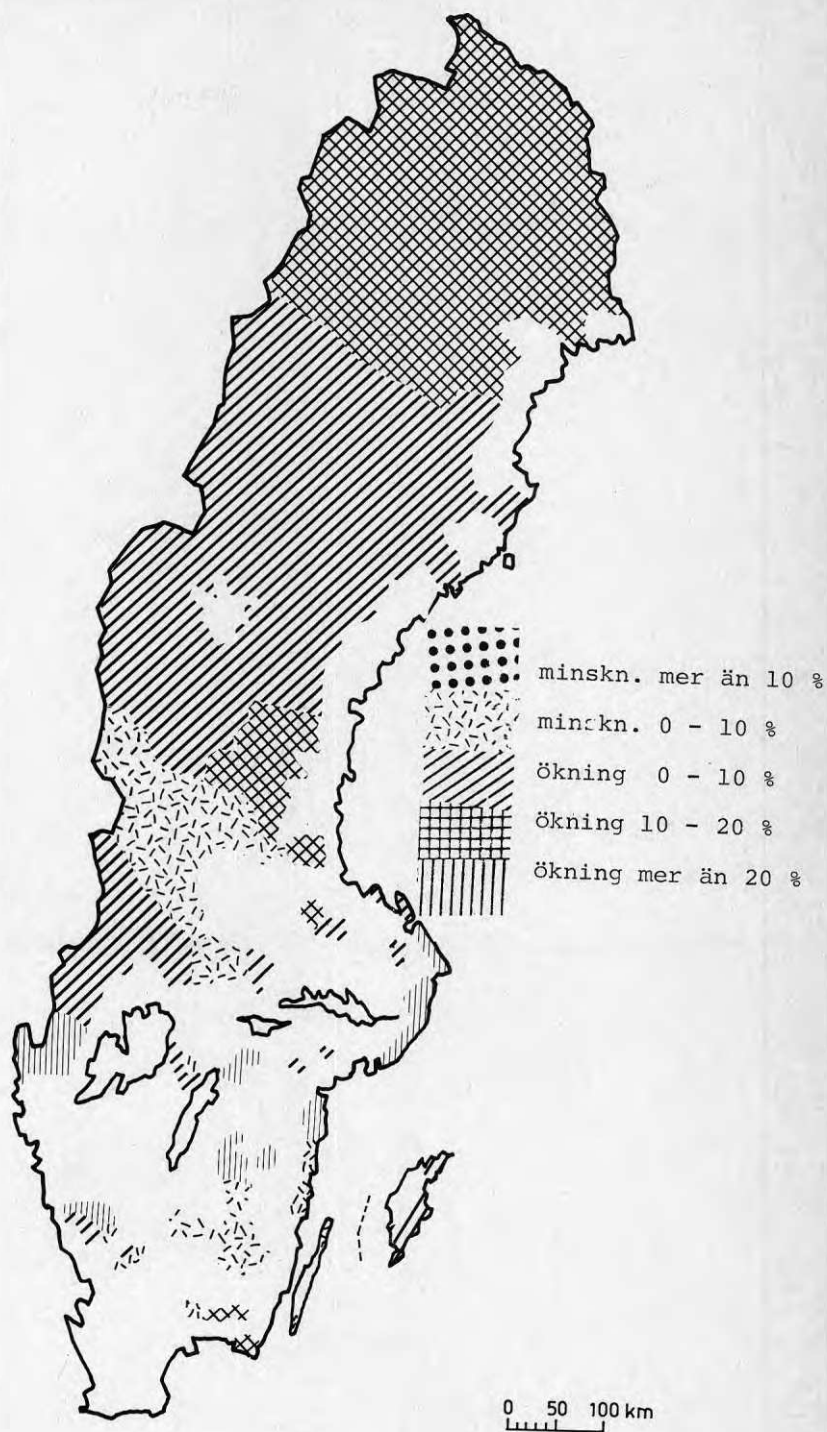 minskn. mer än 10 %
minskn. 0 - 10 %
ökning 0 - 10 %
ökning 10 - 20 %
ökning mer än 20 %
0 50 100 km